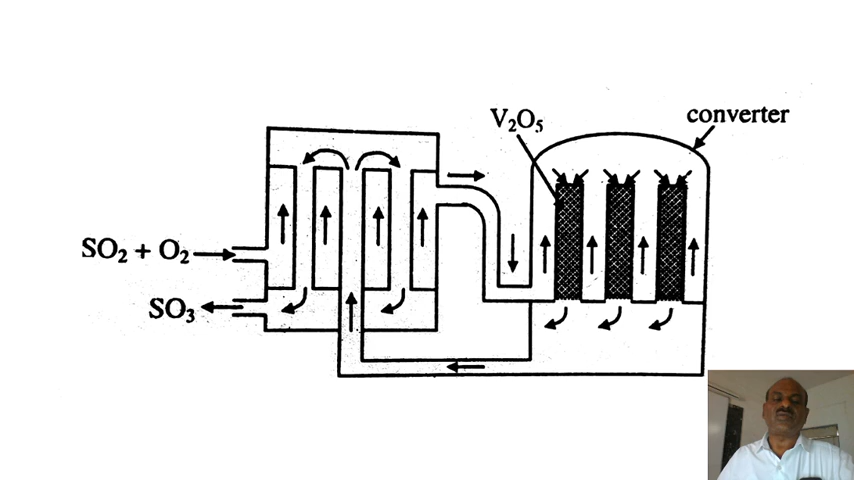 V₂O₅
converter
SO₂ + O₂
SO₃